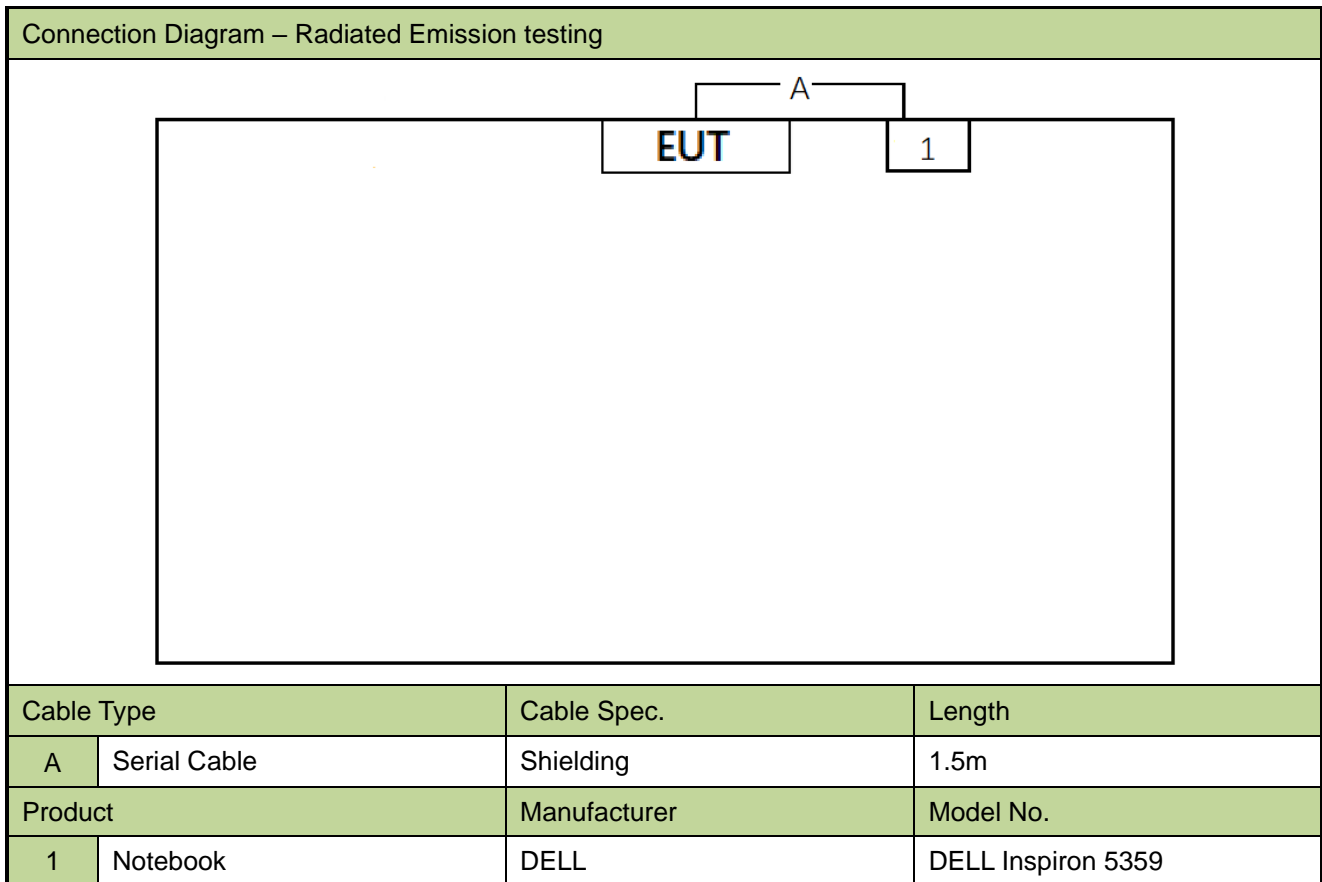 Connection Diagram – Radiated Emission testing
A
EUT 1
Cable Type Cable Spec. Length
A Serial Cable Shielding 1.5m
Product Manufacturer Model No.
1 Notebook DELL DELL Inspiron 5359